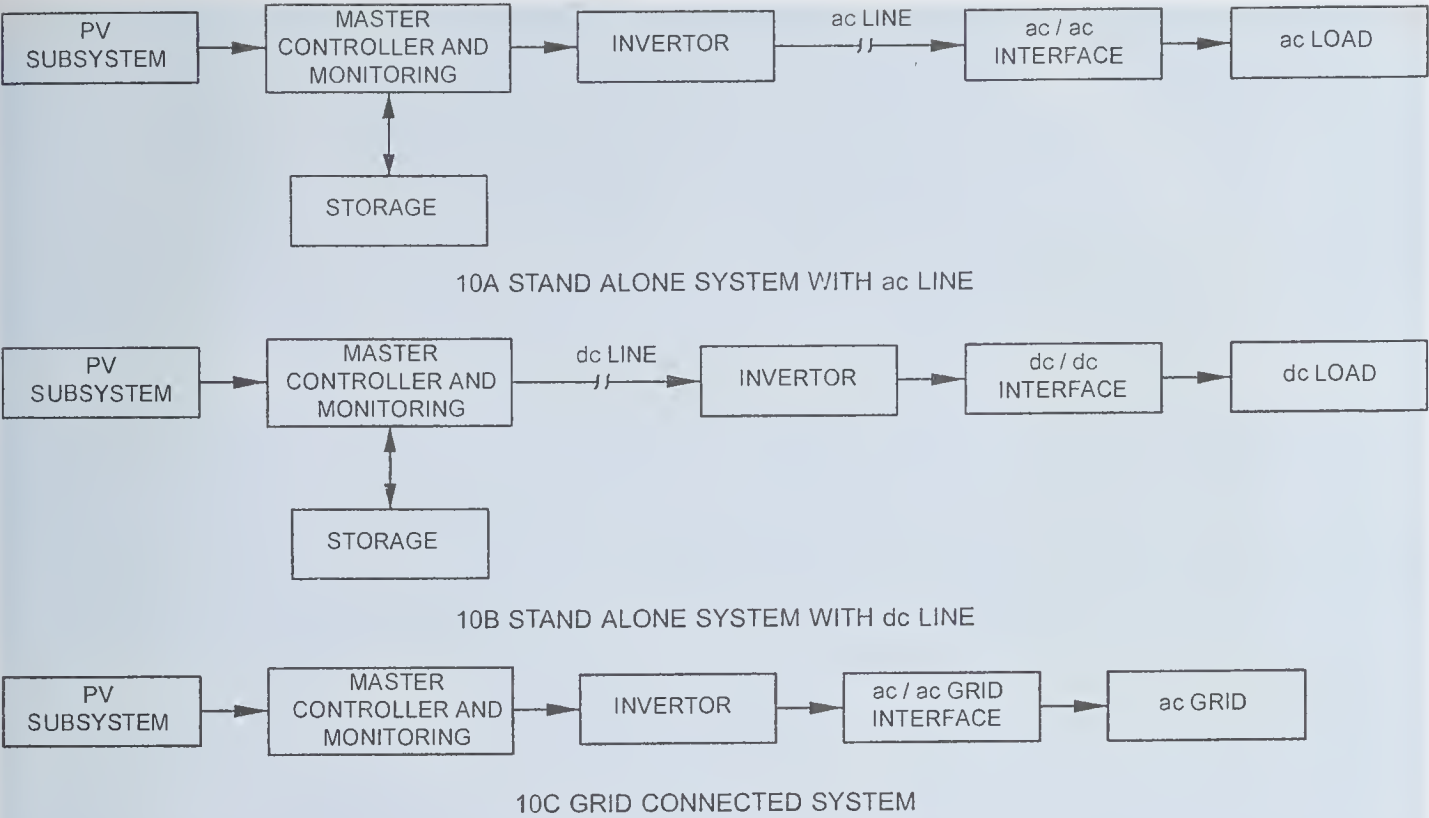 PV
SUBSYSTEM
MASTER
CONTROLLER AND
MONITORING
INVERTOR
ac LINE
ac / ac
INTERFACE
ac LOAD
STORAGE
10A STAND ALONE SYSTEM WITH ac LINE
PV
SUBSYSTEM
MASTER
CONTROLLER AND
MONITORING
dc LINE
INVERTOR
dc / dc
INTERFACE
dc LOAD
STORAGE
10B STAND ALONE SYSTEM WITH dc LINE
PV
SUBSYSTEM
MASTER
CONTROLLER AND
MONITORING
INVERTOR
ac / ac GRID
INTERFACE
ac GRID
10C GRID CONNECTED SYSTEM